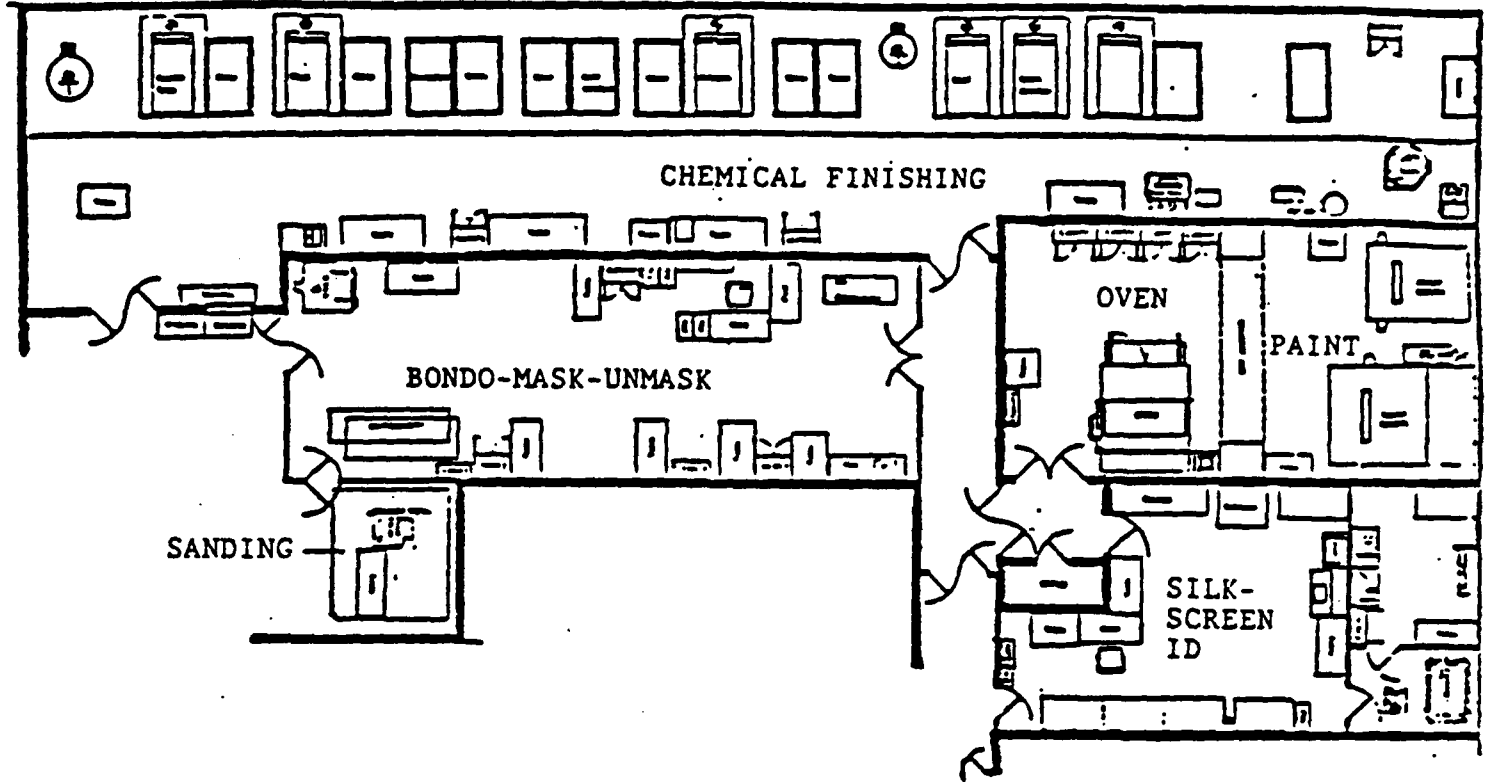 CHEMICAL FINISHING
OVEN
PAINT
BONDO-MASK-UNMASK
SANDING
SILK-
SCREEN
ID